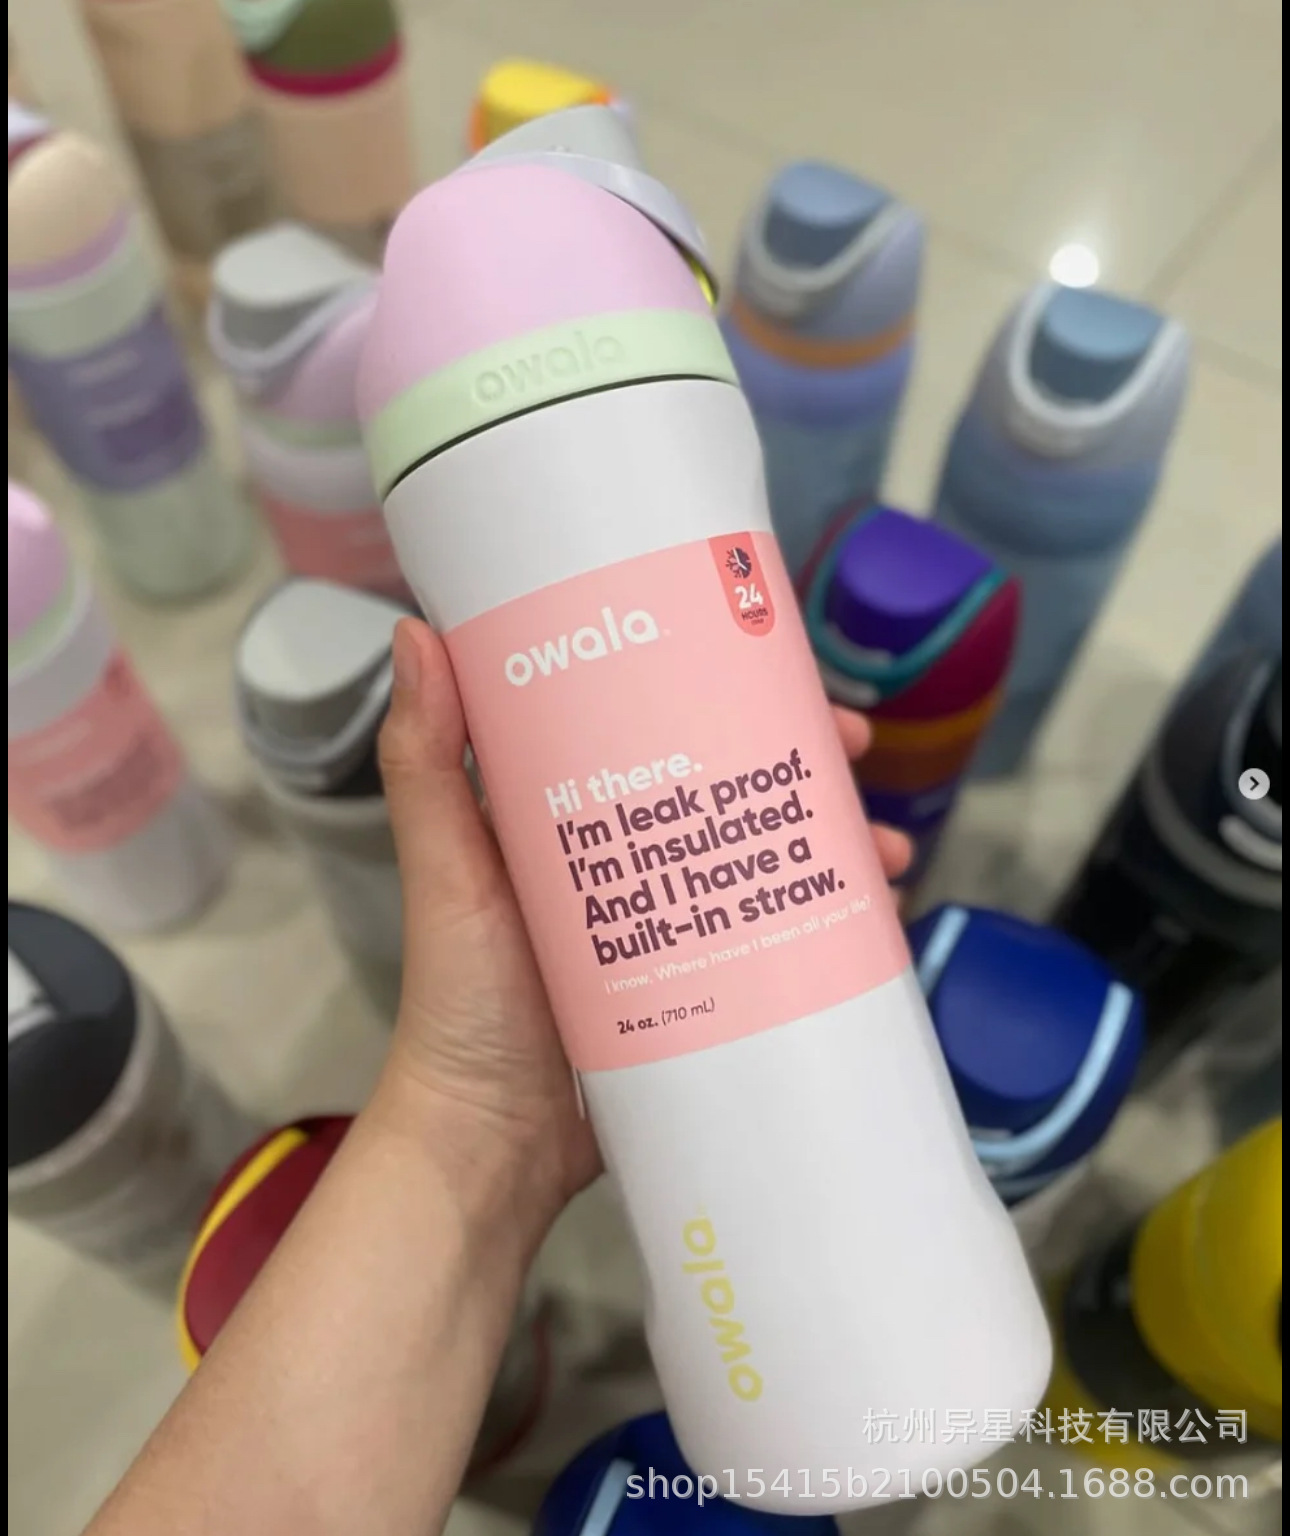 owala
owala
24
HOURS
Hi there.
I'm leak proof.
I'm insulated.
And I have a
built-in straw.
I know. Where have I been all your life?
24 oz. (710 mL)
owala
杭州异星科技有限公司
shop15415b2100504.1688.com